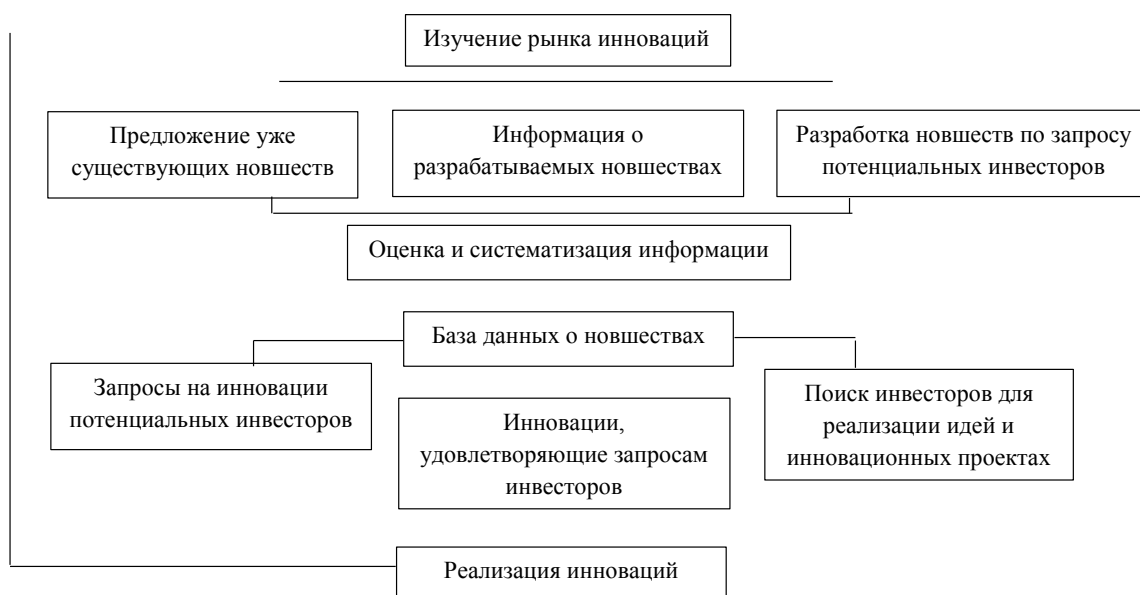 Изучение рынка инноваций
Предложение уже
существующих новшеств
Информация о
разрабатываемых новшествах
Разработка новшеств по запросу
потенциальных инвесторов
Оценка и систематизация информации
База данных о новшествах
Запросы на инновации
потенциальных инвесторов
Инновации,
удовлетворяющие запросам
инвесторов
Поиск инвесторов для
реализации идей и
инновационных проектах
Реализация инноваций